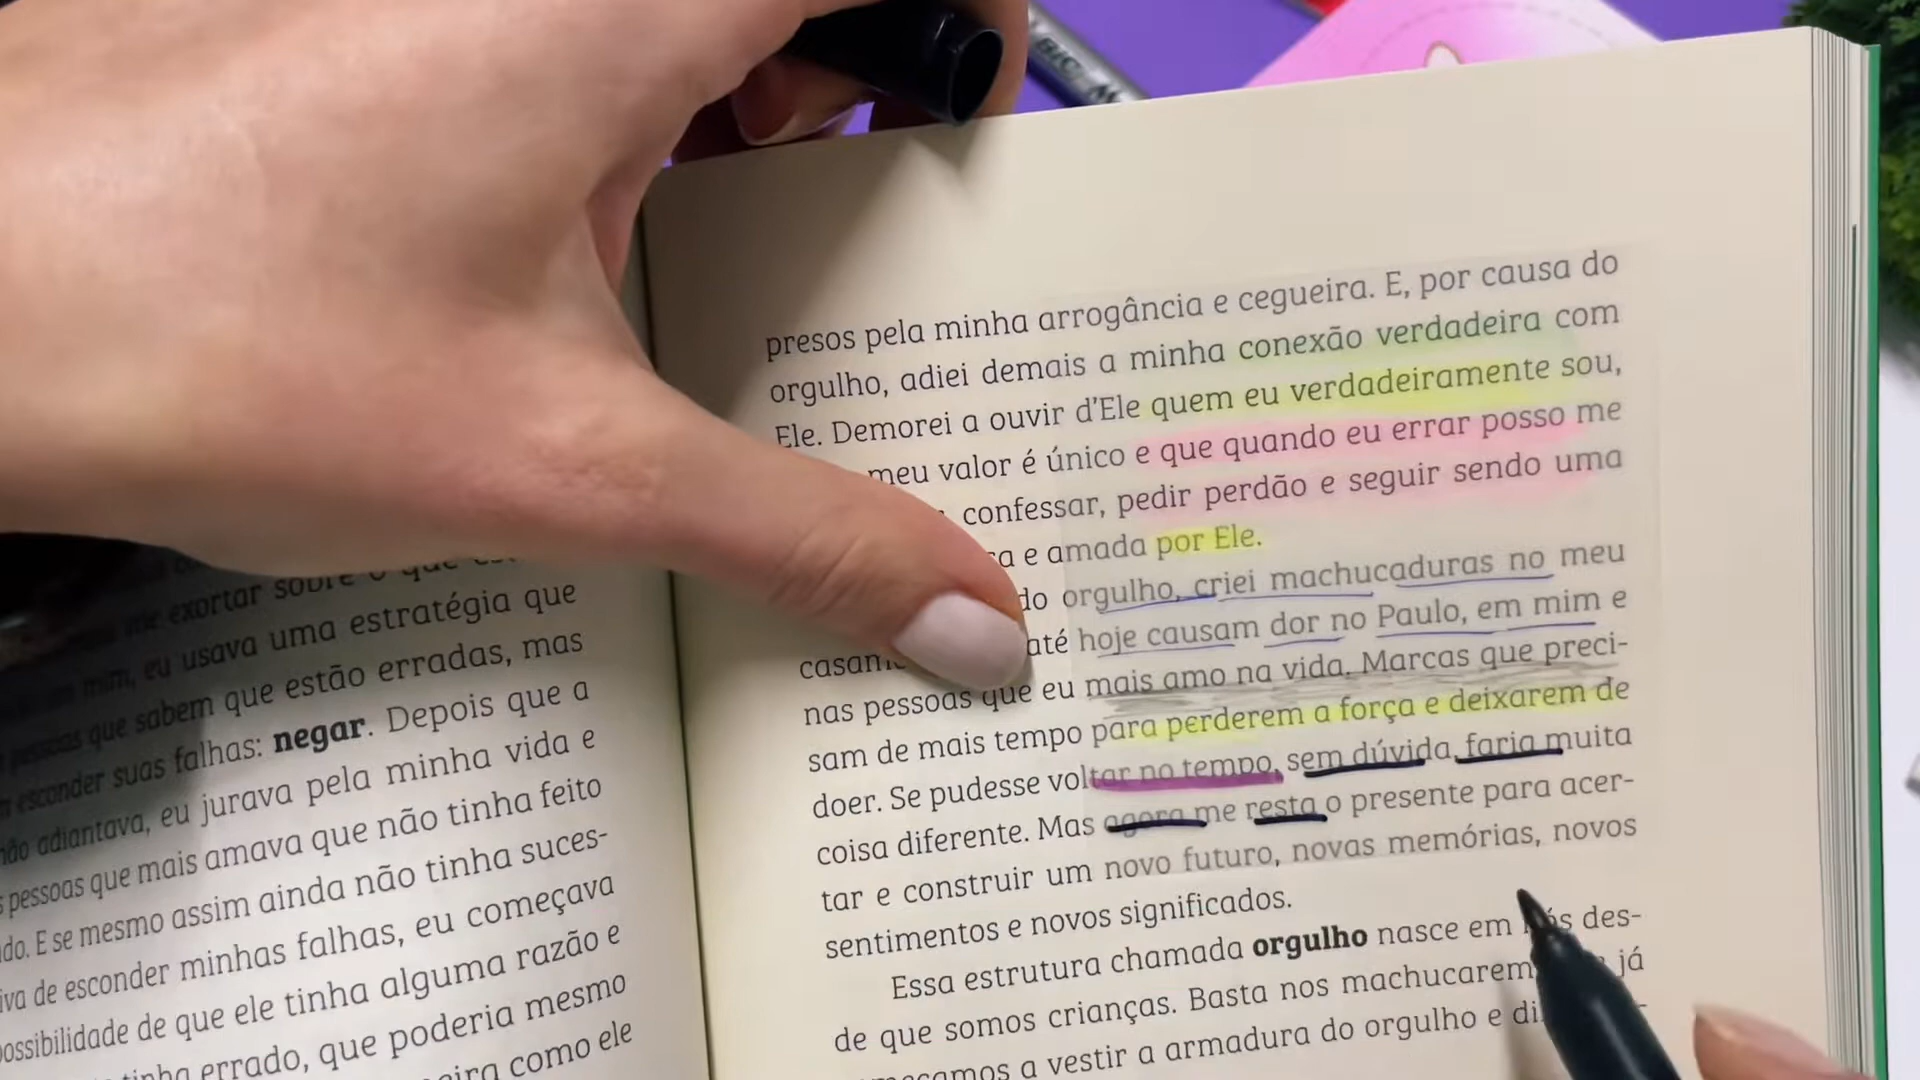 BIC
me exortar sobre o que
mim, eu usava uma estratégia que
pessoas que sabem que estão erradas, mas
esconder suas falhas: negar. Depois que a
não adiantava, eu jurava pela minha vida e
pessoas que mais amava que não tinha feito
E se mesmo assim ainda não tinha suces-
de esconder minhas falhas, eu começava
possibilidade de que ele tinha alguma razão e
tinha errado, que poderia mesmo
como ele
presos pela minha arrogância e cegueira. E, por causa do
orgulho, adiei demais a minha conexão verdadeira com
Ele. Demorei a ouvir d'Ele quem eu verdadeiramente sou,
meu valor é único e que quando eu errar posso me
confessar, pedir perdão e seguir sendo uma
e amada por Ele.
orgulho, criei machucaduras no meu
até hoje causam dor no Paulo, em mim e
nas pessoas que eu mais amo na vida. Marcas que preci-
sam de mais tempo para perderem a força e deixarem de
doer. Se pudesse voltar no tempo, sem dúvida, faria muita
coisa diferente. Mas agora me resta o presente para acer-
tar e construir um novo futuro, novas memórias, novos
sentimentos e novos significados.
Essa estrutura chamada orgulho nasce em nós des-
de que somos crianças. Basta nos machucarem já
a vestir a armadura do orgulho e